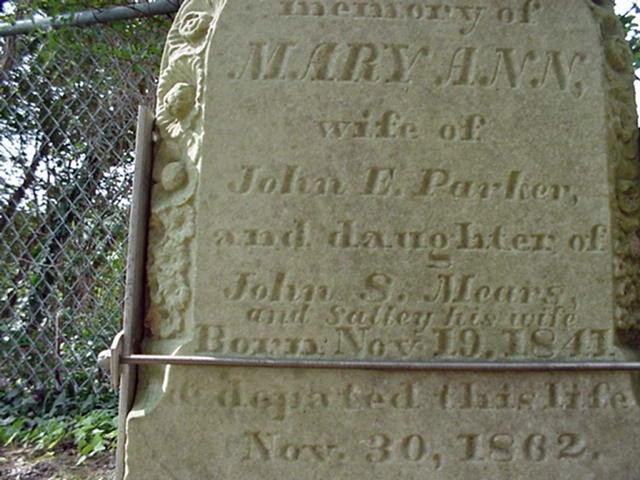 memory of
MARY ANN,
wife of
John E. Parker,
and daughter of
John S. Mears,
and Salley his wife
Born Nov. 19, 1841.
& depated this life
Nov. 30, 1862.